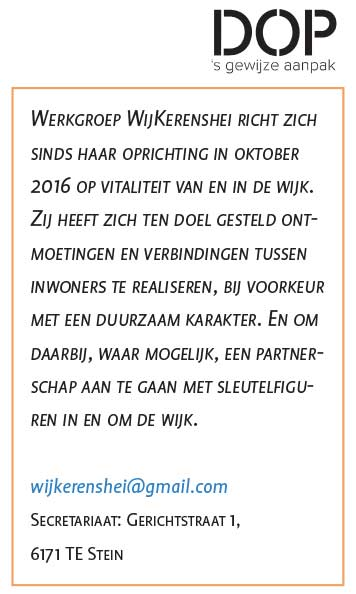 DOP
's gewijze aanpak
Werkgroep WijKerenshei richt zich
sinds haar oprichting in oktober
2016 op vitaliteit van en in de wijk.
Zij heeft zich ten doel gesteld ont-
moetingen en verbindingen tussen
inwoners te realiseren, bij voorkeur
met een duurzaam karakter. En om
daarbij, waar mogelijk, een partner-
schap aan te gaan met sleutelfigu-
ren in en om de wijk.
wijkerenshei@gmail.com
Secretariaat: Gerichtstraat 1,
6171 TE Stein